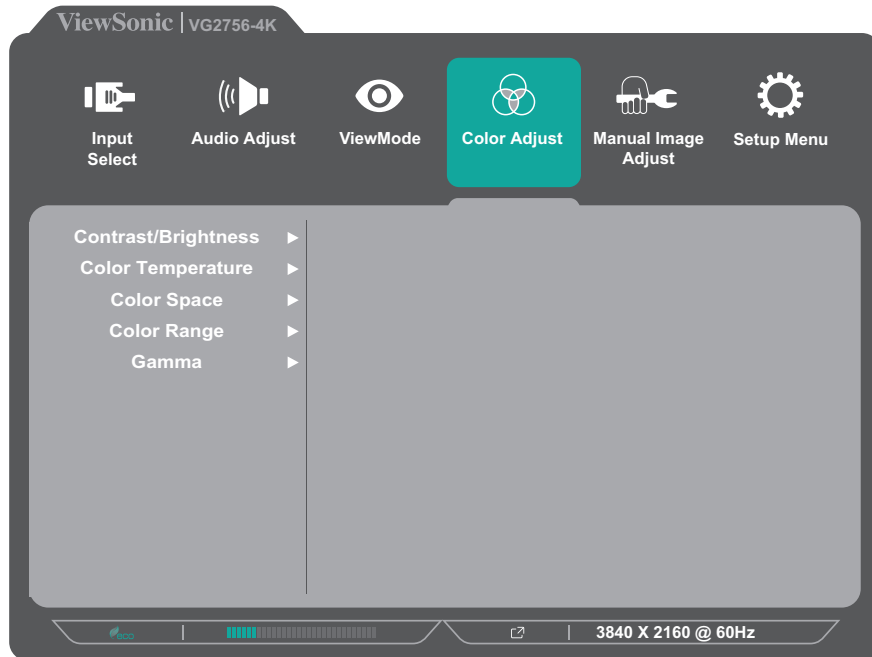 ViewSonic | VG2756-4K
Input
Select
Audio Adjust
ViewMode
Color Adjust
Manual Image
Adjust
Setup Menu
Contrast/Brightness
Color Temperature
Color Space
Color Range
Gamma
eco
3840 X 2160 @ 60Hz